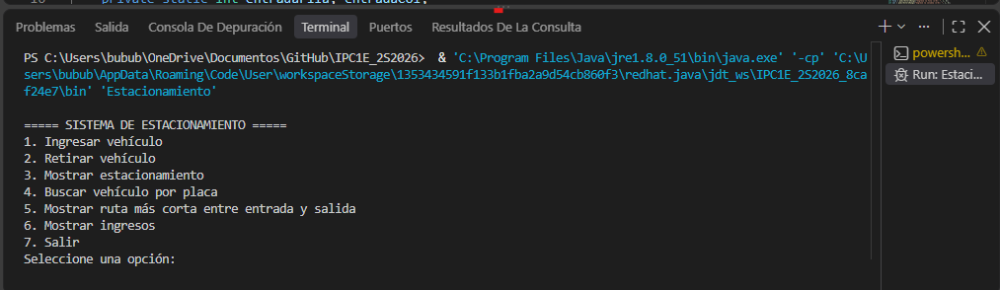 Problemas Salida Consola De Depuración Terminal Puertos Resultados De La Consulta
PS C:\Users\bubub\OneDrive\Documentos\GitHub\IPC1E_2S2026> & 'C:\Program Files\Java\jre1.8.0_51\bin\java.exe' '-cp' 'C:\U
sers\bubub\AppData\Roaming\Code\User\workspaceStorage\1353434591f133b1fba2a9d54cb860f3\redhat.java\jdt_ws\IPC1E_2S2026_8ca
f24e7\bin' 'Estacionamiento'
===== SISTEMA DE ESTACIONAMIENTO =====
1. Ingresar vehículo
2. Retirar vehículo
3. Mostrar estacionamiento
4. Buscar vehículo por placa
5. Mostrar ruta más corta entre entrada y salida
6. Mostrar ingresos
7. Salir
Seleccione una opción:
powersh...
Run: Estaci...